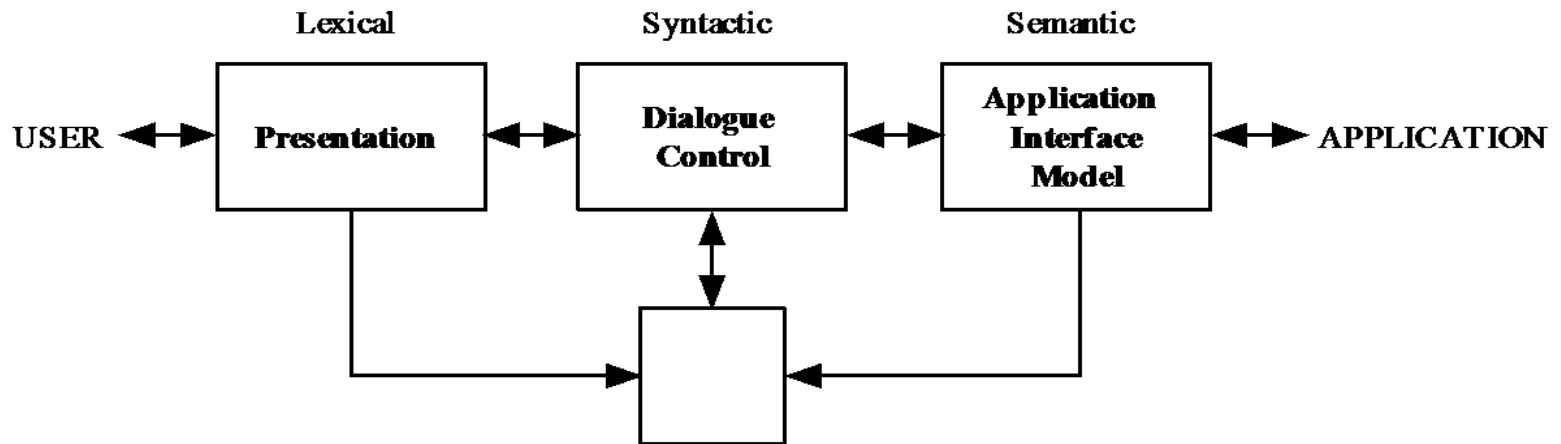 Lexical
Syntactic
Semantic
USER
Presentation
Dialogue
Control
Application
Interface
Model
APPLICATION